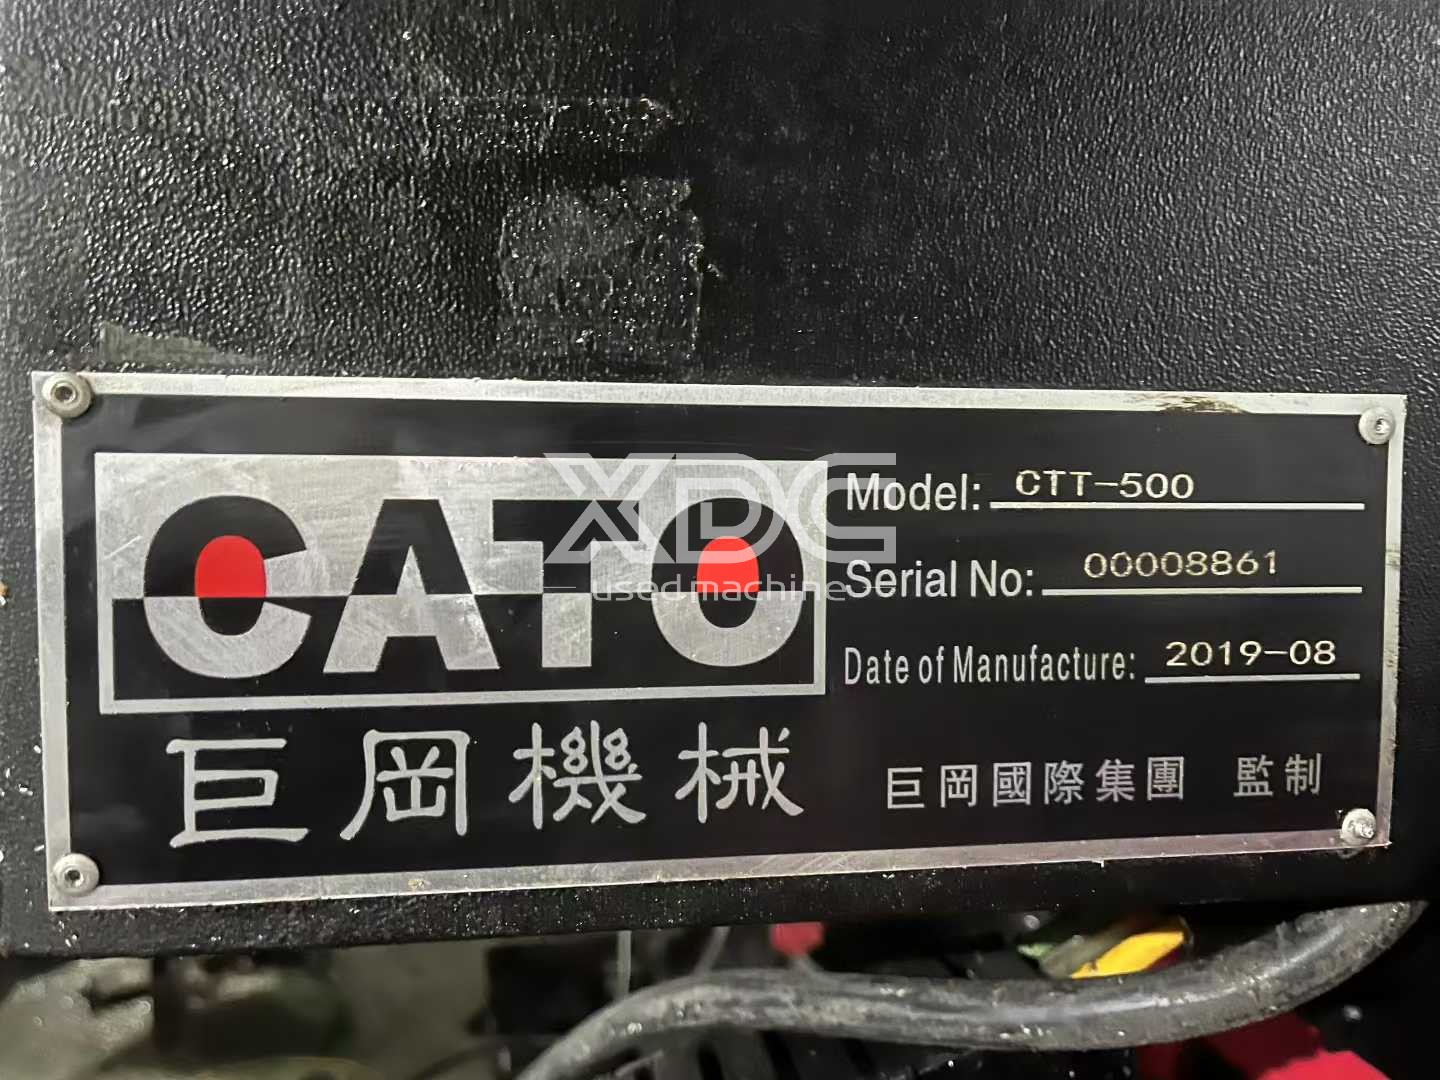 CATO
巨岡機械
Model: CTT-500
Serial No: 00008861
Date of Manufacture: 2019-08
巨岡國際集團 監制
XDC
used machine